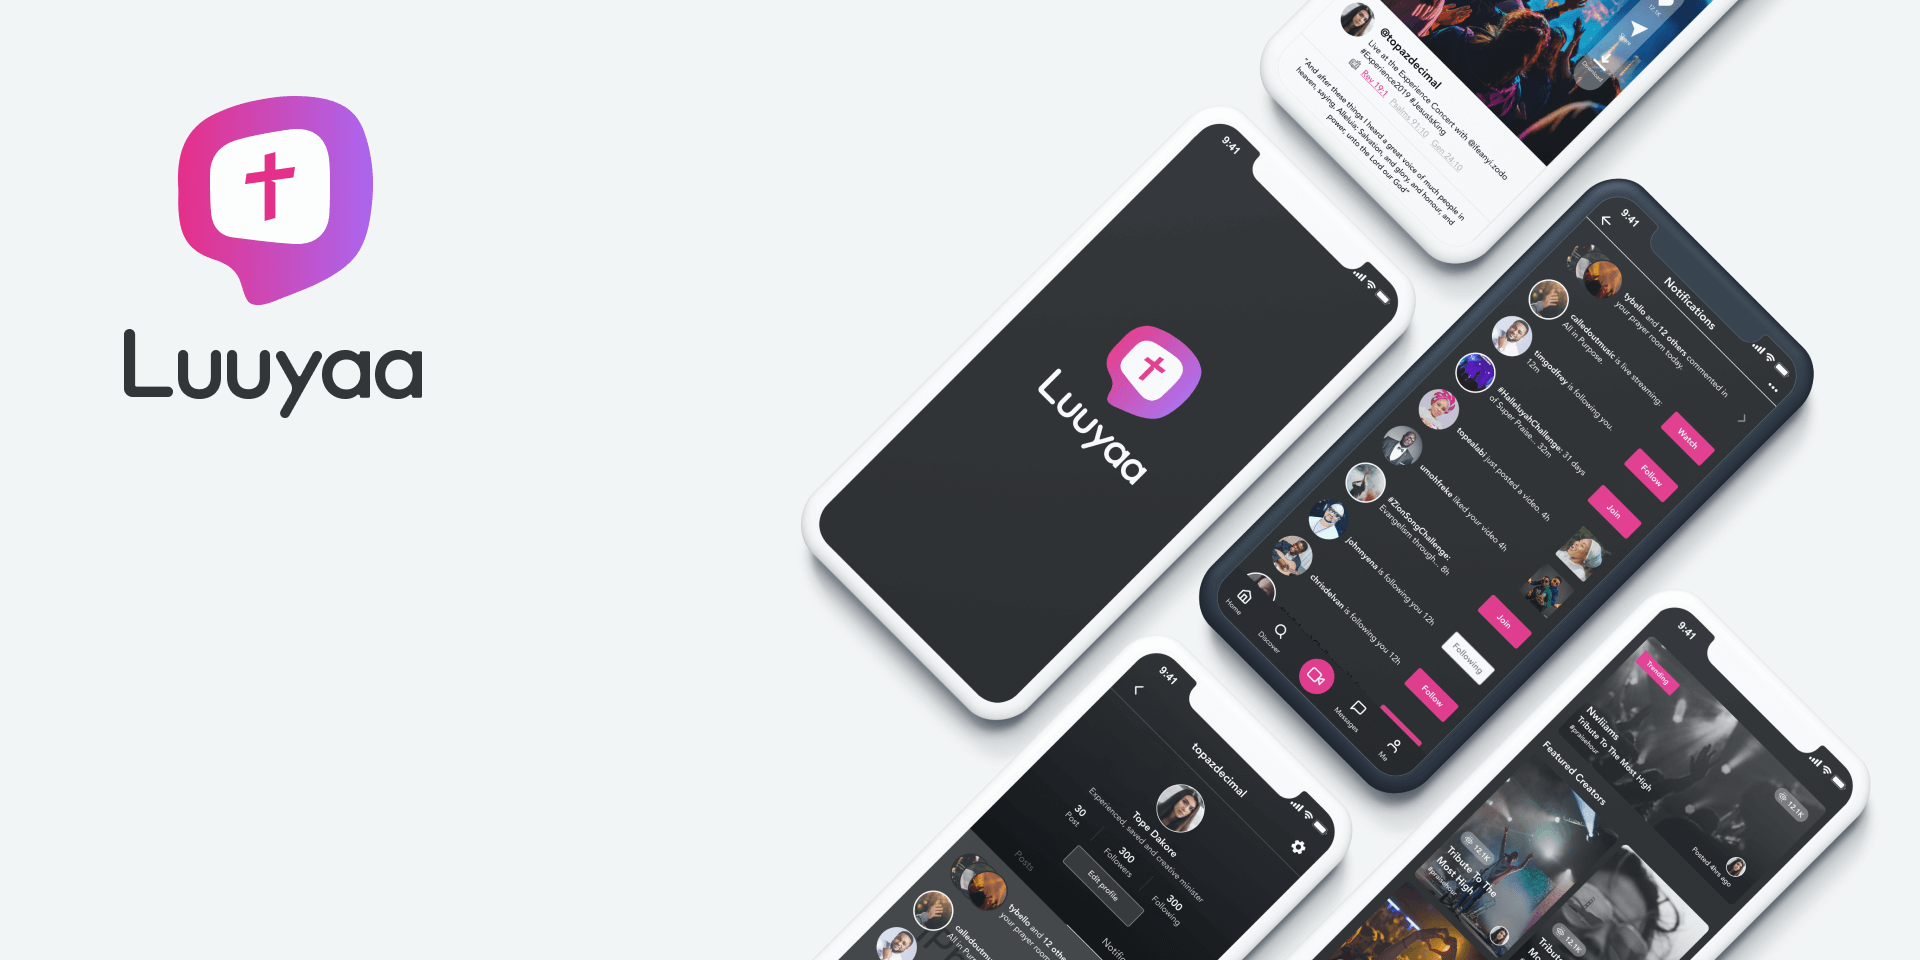 Luuyaa
@topazdecimal
Live at the Experience Concert with @ifeanyi.zodo
#Experience2019 #JesusIsKing
Rev 19:1 Psalms 91:10 Gen 24:10
"And after these things I heard a great voice of much people in
heaven, saying, Alleluia; Salvation, and glory, and honour, and
power, unto the Lord our God"
12.1K
Share
Download
9:41
Luuyaa
9:41
Notifications
tybello and 12 others commented in
your prayer room today.
calledoutmusic is live streaming:
All in Purpose.
Watch
timgodfrey is following you.
12m
Follow
#HalleluyahChallenge: 31 days
of Super Praise... 32m
Join
topealabi just posted a video. 4h
umohfreke liked your video 4h
#ZionSongChallenge:
Evangelism through... 8h
Join
johnnyena is following you 12h
Following
chrisdelvan is following you 12h
Follow
Home
Discover
Messages
Me
9:41
topazdecimal
Tope Dakore
Experienced, saved and creative minister
30
Post
300
Followers
300
Following
Edit profile
Posts
Notifi
tybello and 12 othe
your prayer room
calledoutmu
All in
9:41
Trending
Nwliiams
Tribute To The Most High
#praisehour
12.1K
Posted 4hrs ago
Featured Creators
12.1K
Tribute To The
Most High
#praisehour
12.1K
Tribute
Mo